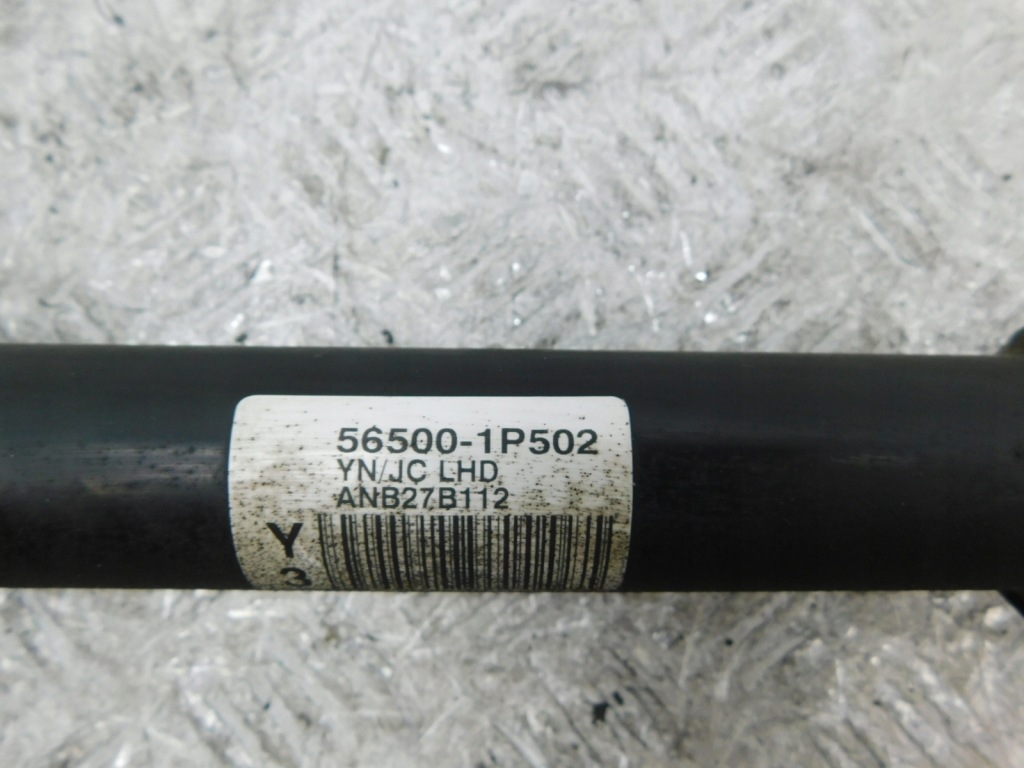 56500-1P502
YN/JC LHD
ANB27B112
Y
3